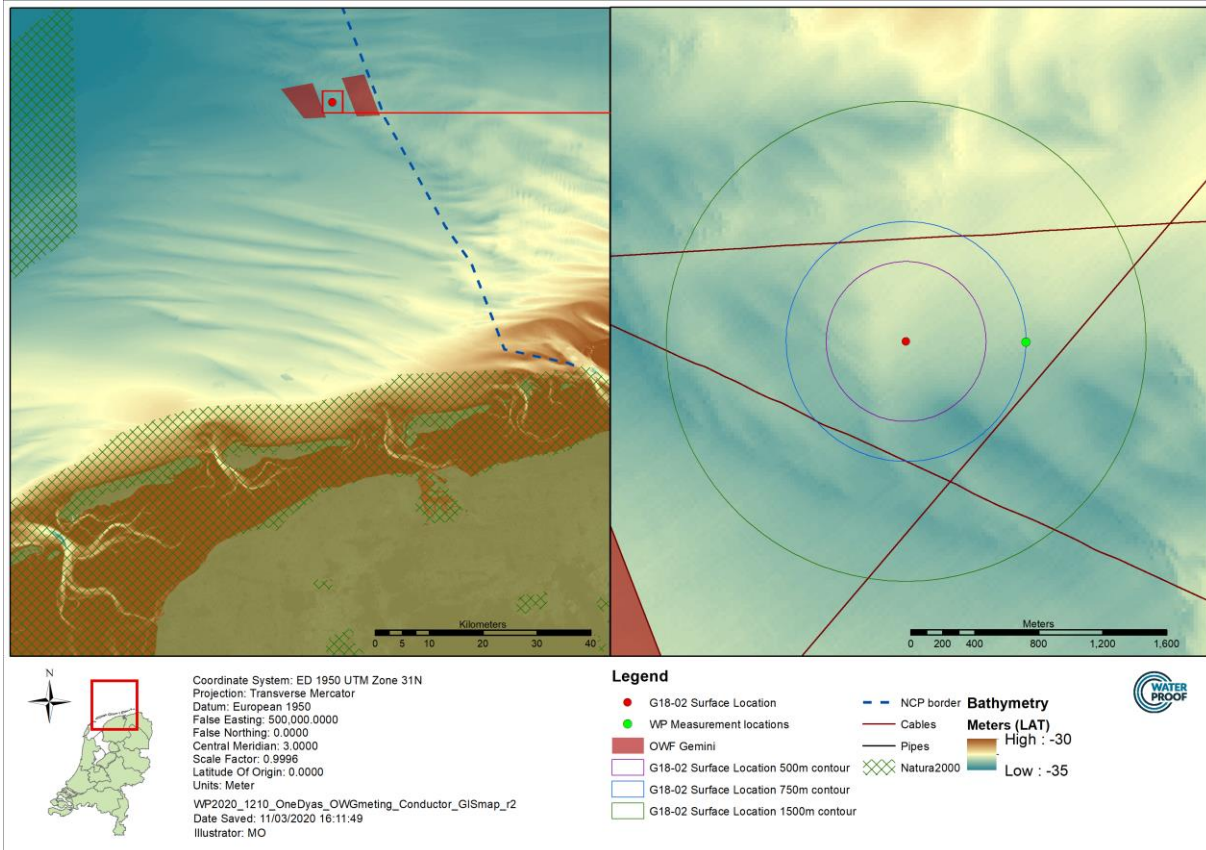 Kilometers
0 5 10 20 30 40
Meters
0 200 400 800 1,200 1,600
N
Coordinate System: ED 1950 UTM Zone 31N
Projection: Transverse Mercator
Datum: European 1950
False Easting: 500,000.0000
False Northing: 0.0000
Central Meridian: 3.0000
Scale Factor: 0.9996
Latitude Of Origin: 0.0000
Units: Meter
WP2020_1210_OneDyas_OWGmeting_Conductor_GISmap_r2
Date Saved: 11/03/2020 16:11:49
Illustrator: MO
Legend
G18-02 Surface Location
WP Measurement locations
OWF Gemini
G18-02 Surface Location 500m contour
G18-02 Surface Location 750m contour
G18-02 Surface Location 1500m contour
NCP border
Cables
Pipes
Natura2000
Bathymetry
Meters (LAT)
High : -30
Low : -35
WATER
PROOF